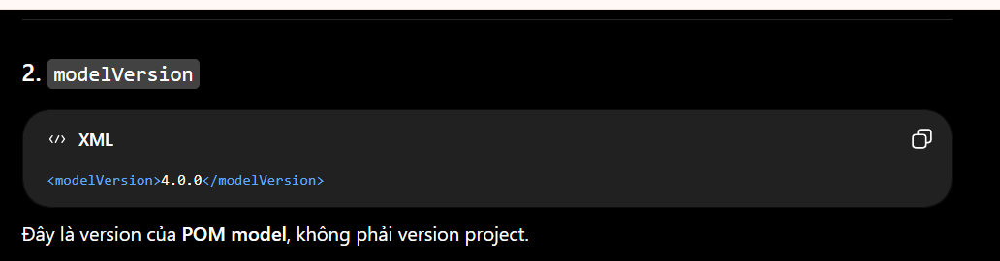 2. modelVersion
XML
<modelVersion>4.0.0</modelVersion>
Đây là version của POM model, không phải version project.